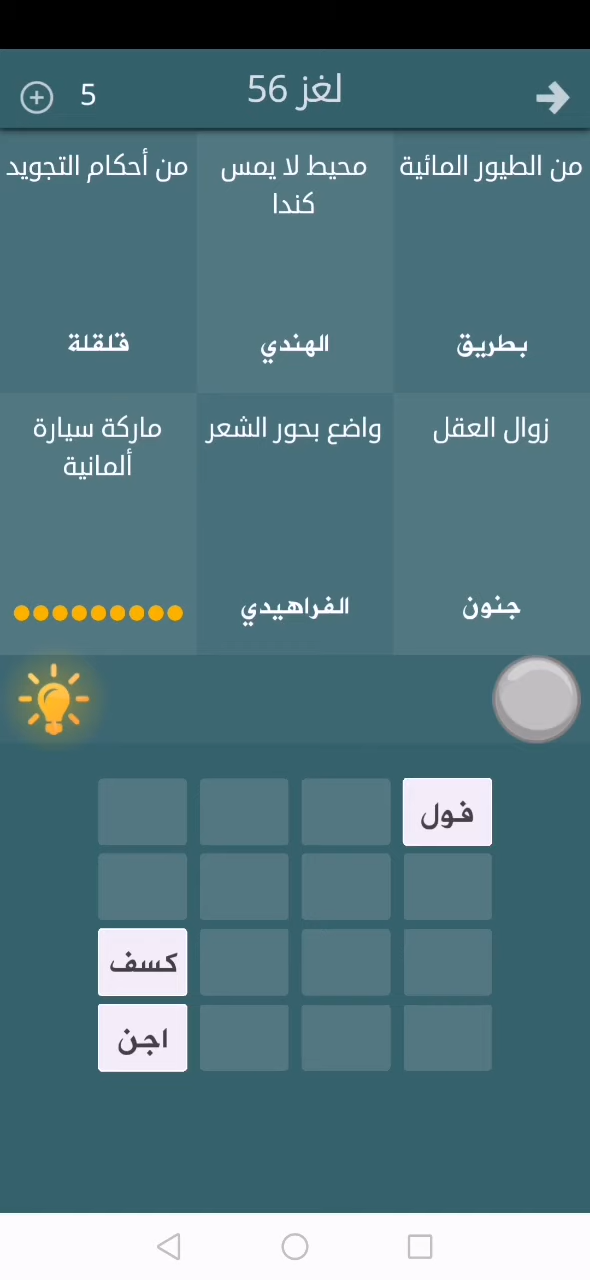 لغز 56
5
من الطيور المائية
بطريق
محيط لا يمس
كندا
الهندي
من أحكام التجويد
قلقلة
زوال العقل
جنون
واضع بحور الشعر
الفراهيدي
ماركة سيارة
ألمانية
فول
كسف
اجن